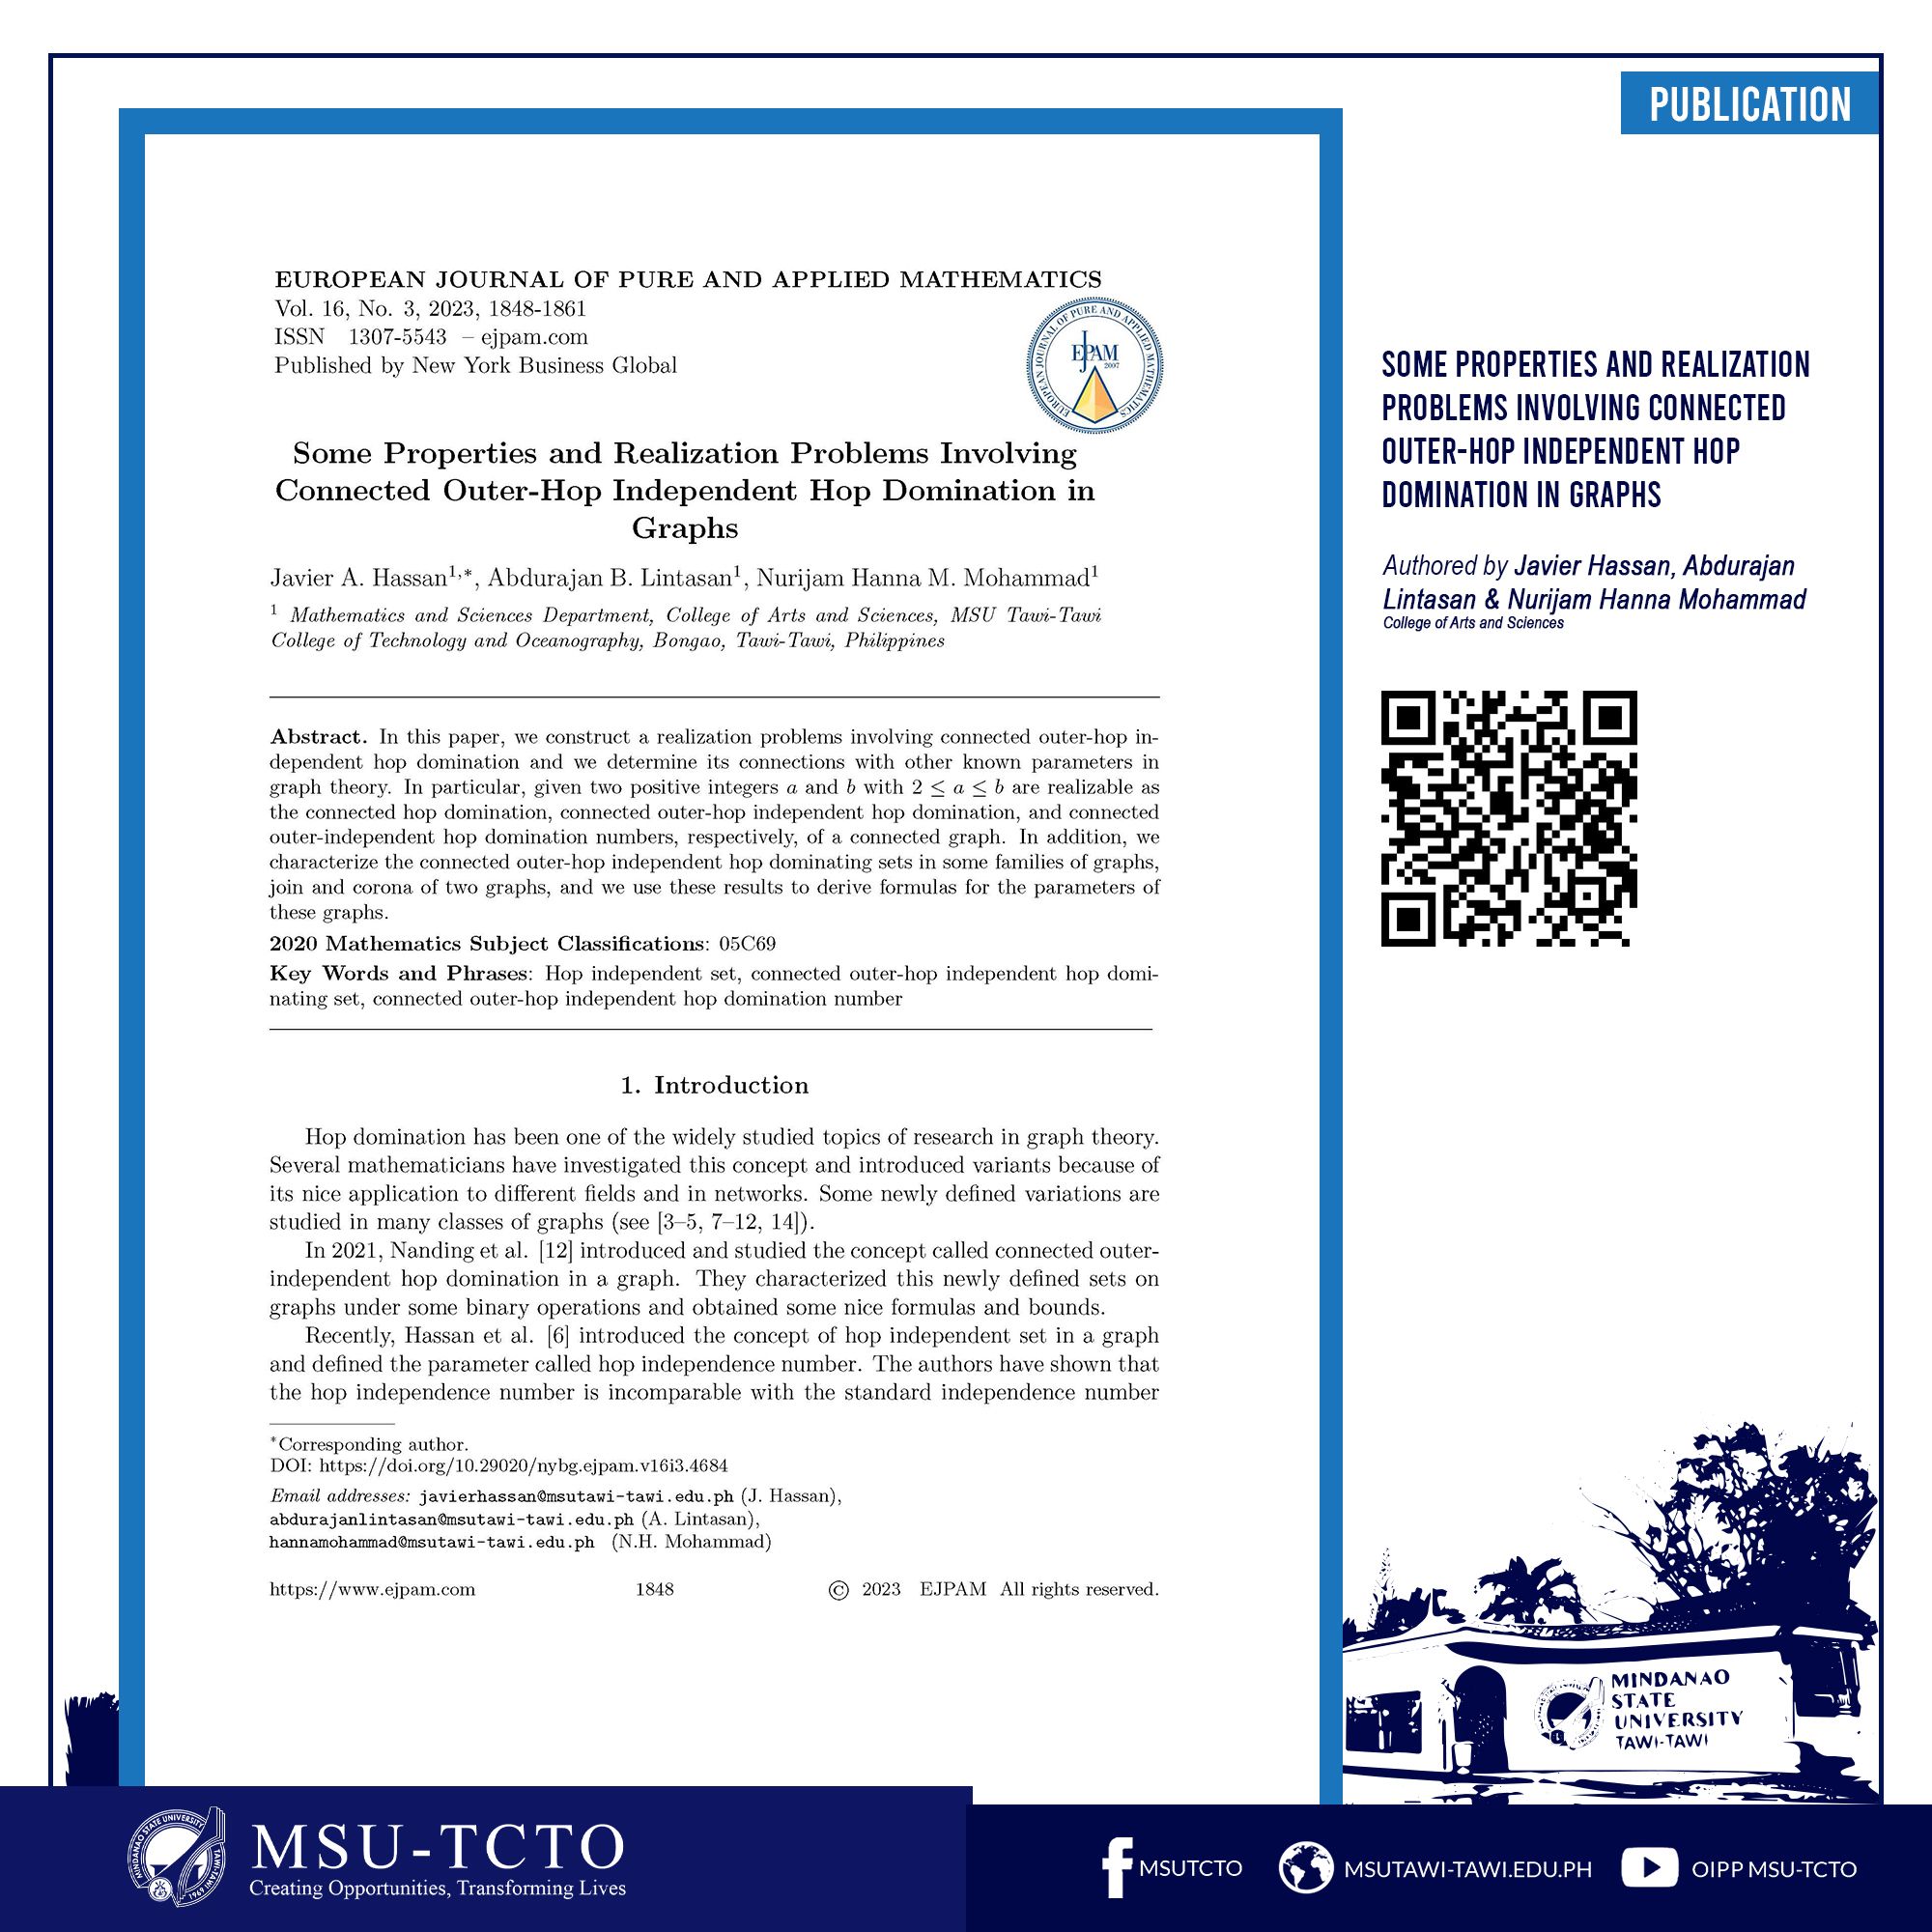 PUBLICATION
EUROPEAN JOURNAL OF PURE AND APPLIED MATHEMATICS
Vol. 16, No. 3, 2023, 1848-1861
ISSN 1307-5543 – ejpam.com
Published by New York Business Global
EUROPEAN JOURNAL OF PURE AND APPLIED MATHEMATICS
EJPAM
2007
Some Properties and Realization Problems Involving
Connected Outer-Hop Independent Hop Domination in
Graphs
Javier A. Hassan1,*, Abdurajan B. Lintasan1, Nurijam Hanna M. Mohammad1
1 Mathematics and Sciences Department, College of Arts and Sciences, MSU Tawi-Tawi
College of Technology and Oceanography, Bongao, Tawi-Tawi, Philippines
Abstract. In this paper, we construct a realization problems involving connected outer-hop in-
dependent hop domination and we determine its connections with other known parameters in
graph theory. In particular, given two positive integers a and b with 2 ≤ a ≤ b are realizable as
the connected hop domination, connected outer-hop independent hop domination, and connected
outer-independent hop domination numbers, respectively, of a connected graph. In addition, we
characterize the connected outer-hop independent hop dominating sets in some families of graphs,
join and corona of two graphs, and we use these results to derive formulas for the parameters of
these graphs.
2020 Mathematics Subject Classifications: 05C69
Key Words and Phrases: Hop independent set, connected outer-hop independent hop domi-
nating set, connected outer-hop independent hop domination number
1. Introduction
Hop domination has been one of the widely studied topics of research in graph theory.
Several mathematicians have investigated this concept and introduced variants because of
its nice application to different fields and in networks. Some newly defined variations are
studied in many classes of graphs (see [3–5, 7–12, 14]).
In 2021, Nanding et al. [12] introduced and studied the concept called connected outer-
independent hop domination in a graph. They characterized this newly defined sets on
graphs under some binary operations and obtained some nice formulas and bounds.
Recently, Hassan et al. [6] introduced the concept of hop independent set in a graph
and defined the parameter called hop independence number. The authors have shown that
the hop independence number is incomparable with the standard independence number
*Corresponding author.
DOI: https://doi.org/10.29020/nybg.ejpam.v16i3.4684
Email addresses: javierhassan@msutawi-tawi.edu.ph (J. Hassan),
abdurajanlintasan@msutawi-tawi.edu.ph (A. Lintasan),
hannamohammad@msutawi-tawi.edu.ph (N.H. Mohammad)
https://www.ejpam.com 1848 © 2023 EJPAM All rights reserved.
SOME PROPERTIES AND REALIZATION
PROBLEMS INVOLVING CONNECTED
OUTER-HOP INDEPENDENT HOP
DOMINATION IN GRAPHS
Authored by Javier Hassan, Abdurajan
Lintasan & Nurijam Hanna Mohammad
College of Arts and Sciences
MINDANAO
STATE
UNIVERSITY
TAWI-TAWI
MINDANAO STATE UNIVERSITY
TAWI-TAWI
1969
MSU-TCTO
Creating Opportunities, Transforming Lives
MSUTCTO
MSUTAWI-TAWI.EDU.PH
OIPP MSU-TCTO